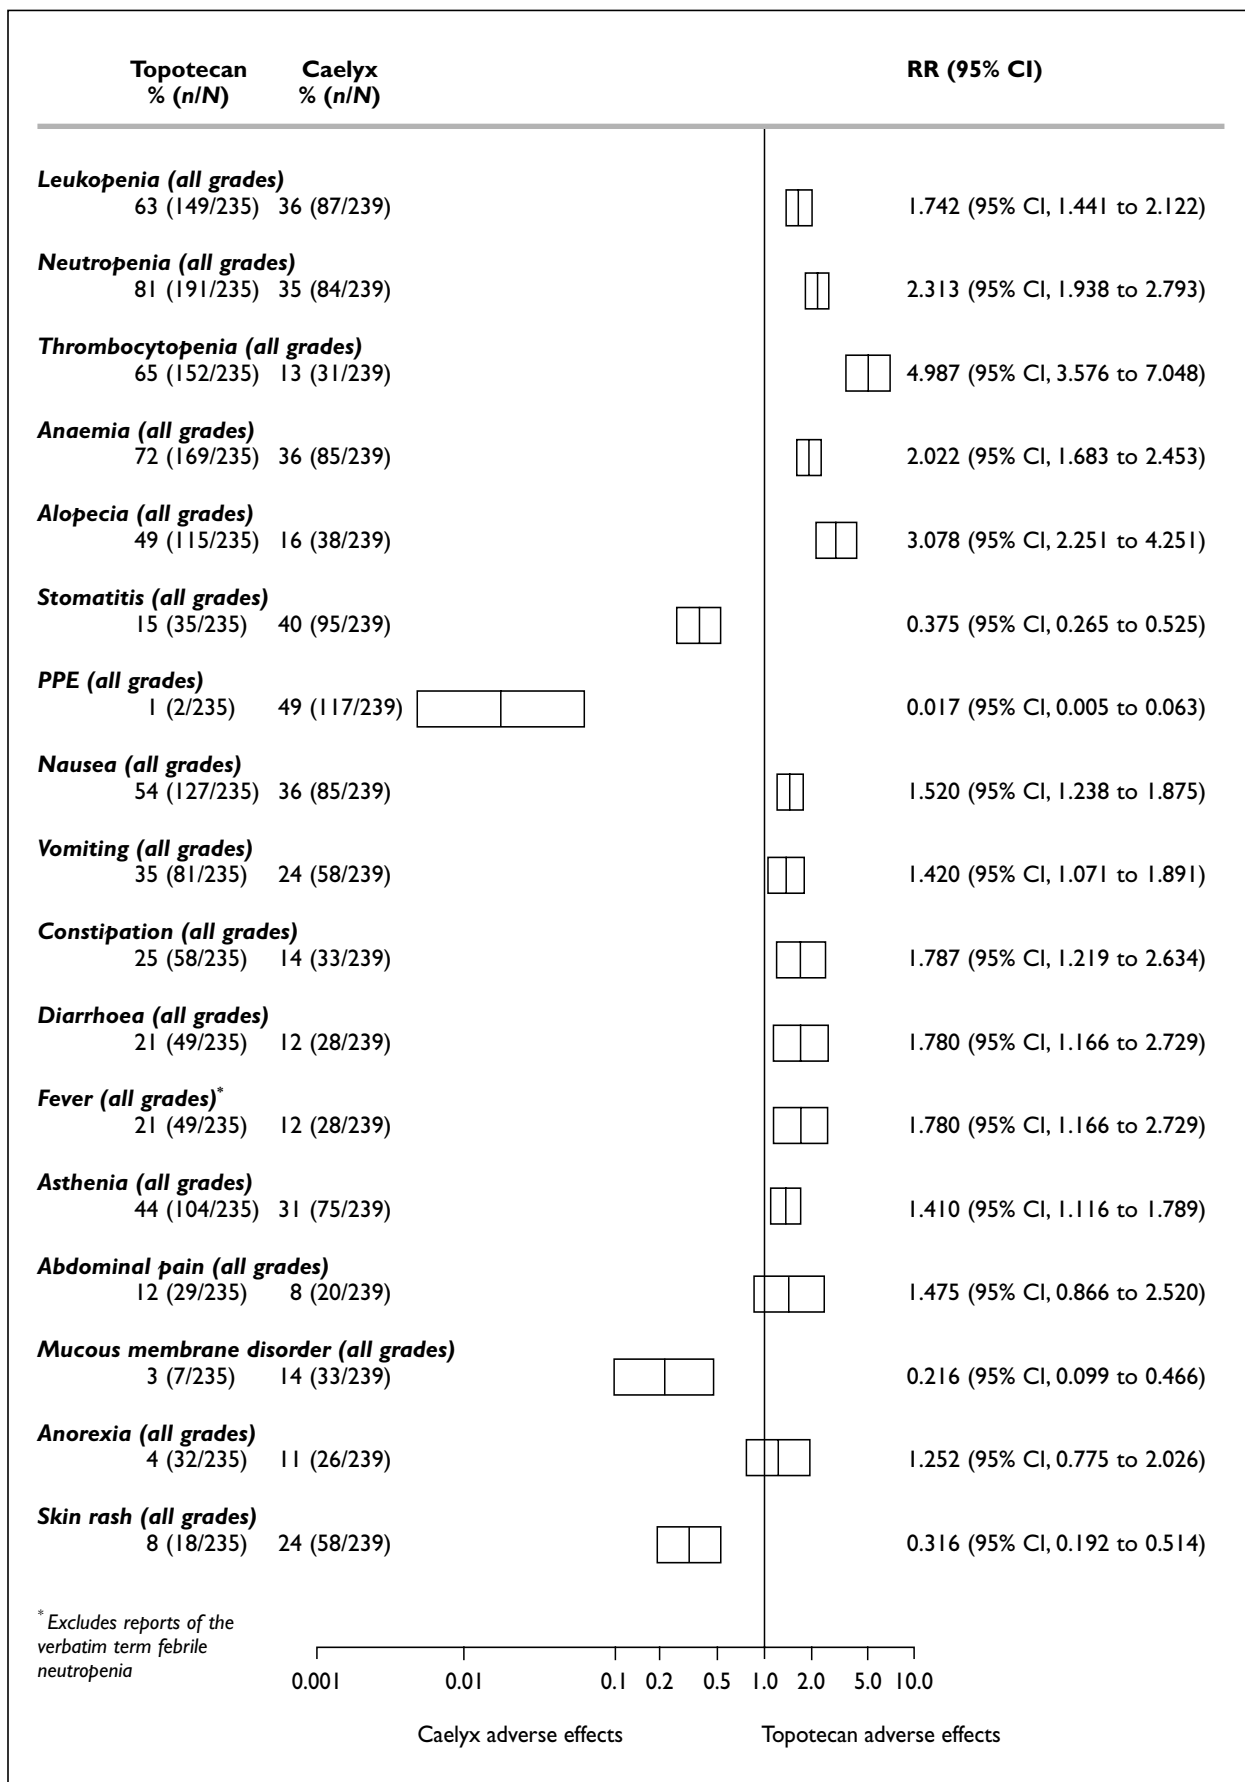 Topotecan Caelyx RR (95% CI)
% (n/N) % (n/N)
Leukopenia (all grades)
63 (149/235) 36 (87/239) 1.742 (95% CI, 1.441 to 2.122)
Neutropenia (all grades)
81 (191/235) 35 (84/239) 2.313 (95% CI, 1.938 to 2.793)
Thrombocytopenia (all grades)
65 (152/235) 13 (31/239) 4.987 (95% CI, 3.576 to 7.048)
Anaemia (all grades)
72 (169/235) 36 (85/239) 2.022 (95% CI, 1.683 to 2.453)
Alopecia (all grades)
49 (115/235) 16 (38/239) 3.078 (95% CI, 2.251 to 4.251)
Stomatitis (all grades)
15 (35/235) 40 (95/239) 0.375 (95% CI, 0.265 to 0.525)
PPE (all grades)
1 (2/235) 49 (117/239) 0.017 (95% CI, 0.005 to 0.063)
Nausea (all grades)
54 (127/235) 36 (85/239) 1.520 (95% CI, 1.238 to 1.875)
Vomiting (all grades)
35 (81/235) 24 (58/239) 1.420 (95% CI, 1.071 to 1.891)
Constipation (all grades)
25 (58/235) 14 (33/239) 1.787 (95% CI, 1.219 to 2.634)
Diarrhoea (all grades)
21 (49/235) 12 (28/239) 1.780 (95% CI, 1.166 to 2.729)
Fever (all grades)*
21 (49/235) 12 (28/239) 1.780 (95% CI, 1.166 to 2.729)
Asthenia (all grades)
44 (104/235) 31 (75/239) 1.410 (95% CI, 1.116 to 1.789)
Abdominal pain (all grades)
12 (29/235) 8 (20/239) 1.475 (95% CI, 0.866 to 2.520)
Mucous membrane disorder (all grades)
3 (7/235) 14 (33/239) 0.216 (95% CI, 0.099 to 0.466)
Anorexia (all grades)
4 (32/235) 11 (26/239) 1.252 (95% CI, 0.775 to 2.026)
Skin rash (all grades)
8 (18/235) 24 (58/239) 0.316 (95% CI, 0.192 to 0.514)
* Excludes reports of the
verbatim term febrile
neutropenia
0.001 0.01 0.1 0.2 0.5 1.0 2.0 5.0 10.0
Caelyx adverse effects Topotecan adverse effects